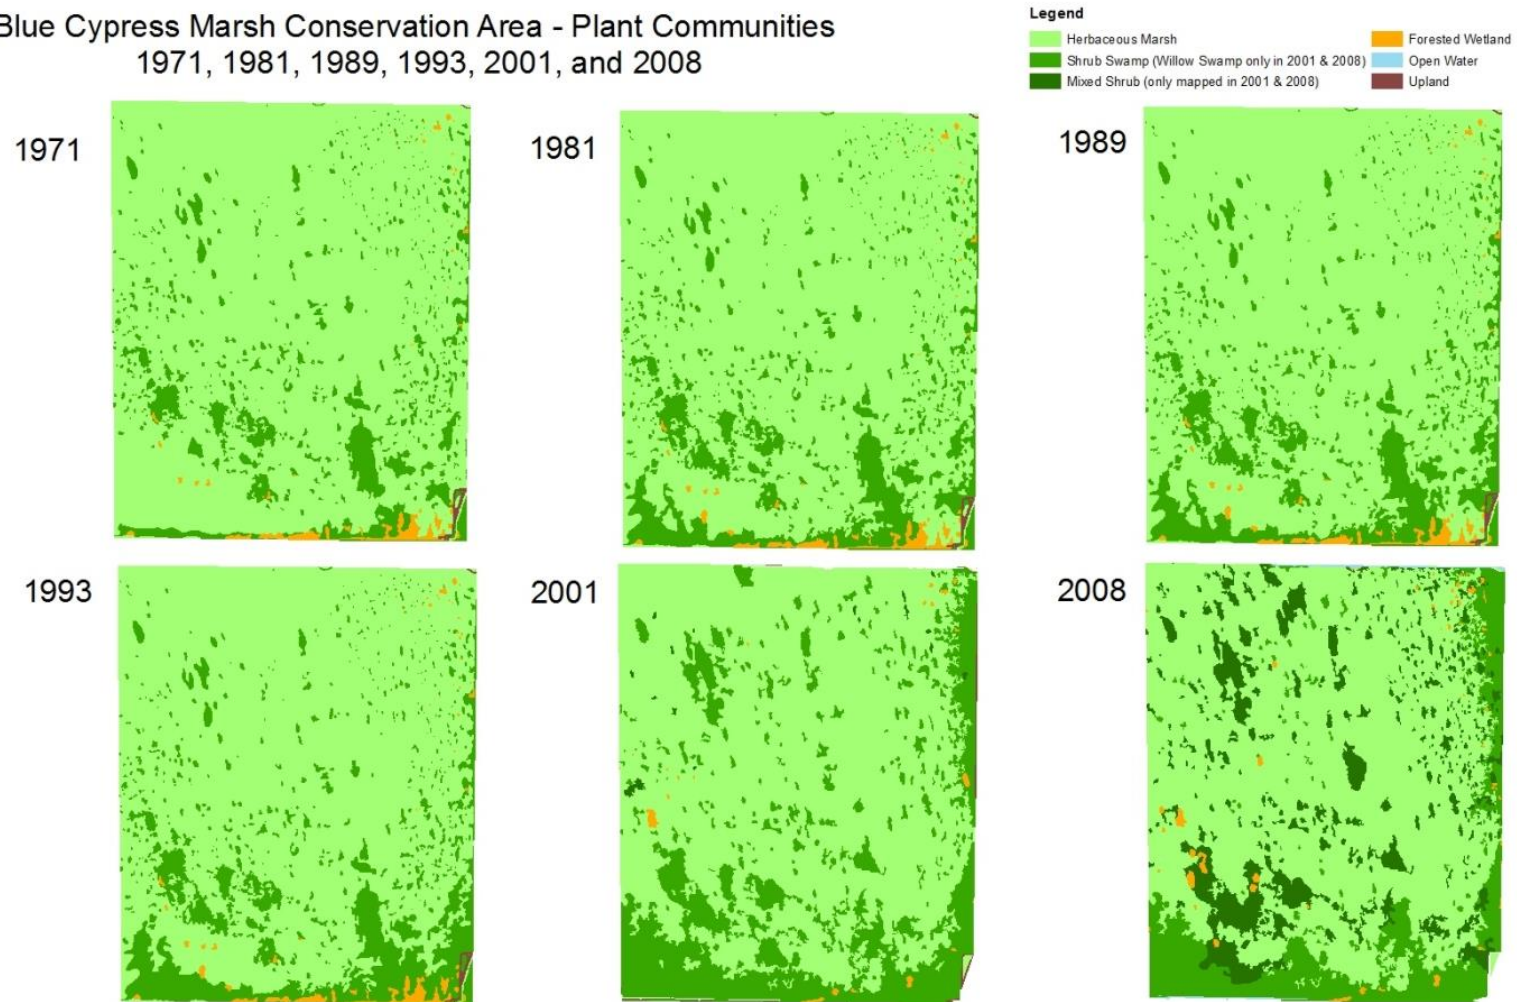 Blue Cypress Marsh Conservation Area - Plant Communities
1971, 1981, 1989, 1993, 2001, and 2008
Legend
Herbaceous Marsh
Shrub Swamp (Willow Swamp only in 2001 & 2008)
Mixed Shrub (only mapped in 2001 & 2008)
Forested Wetland
Open Water
Upland
1971
1981
1989
1993
2001
2008